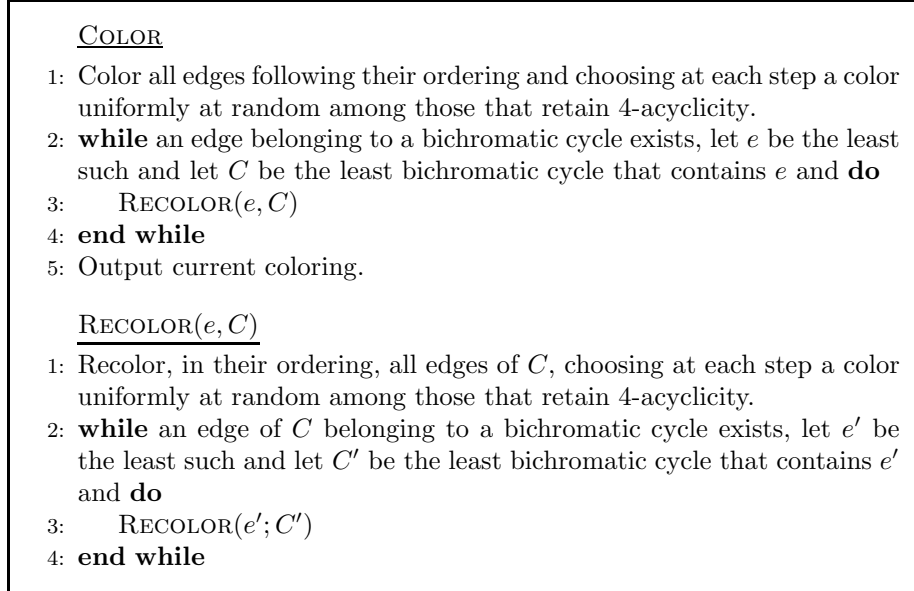 COLOR
1: Color all edges following their ordering and choosing at each step a color
uniformly at random among those that retain 4-acyclicity.
2: while an edge belonging to a bichromatic cycle exists, let e be the least
such and let C be the least bichromatic cycle that contains e and do
3: RECOLOR(e, C)
4: end while
5: Output current coloring.
RECOLOR(e, C)
1: Recolor, in their ordering, all edges of C, choosing at each step a color
uniformly at random among those that retain 4-acyclicity.
2: while an edge of C belonging to a bichromatic cycle exists, let e′ be
the least such and let C′ be the least bichromatic cycle that contains e′
and do
3: RECOLOR(e′; C′)
4: end while